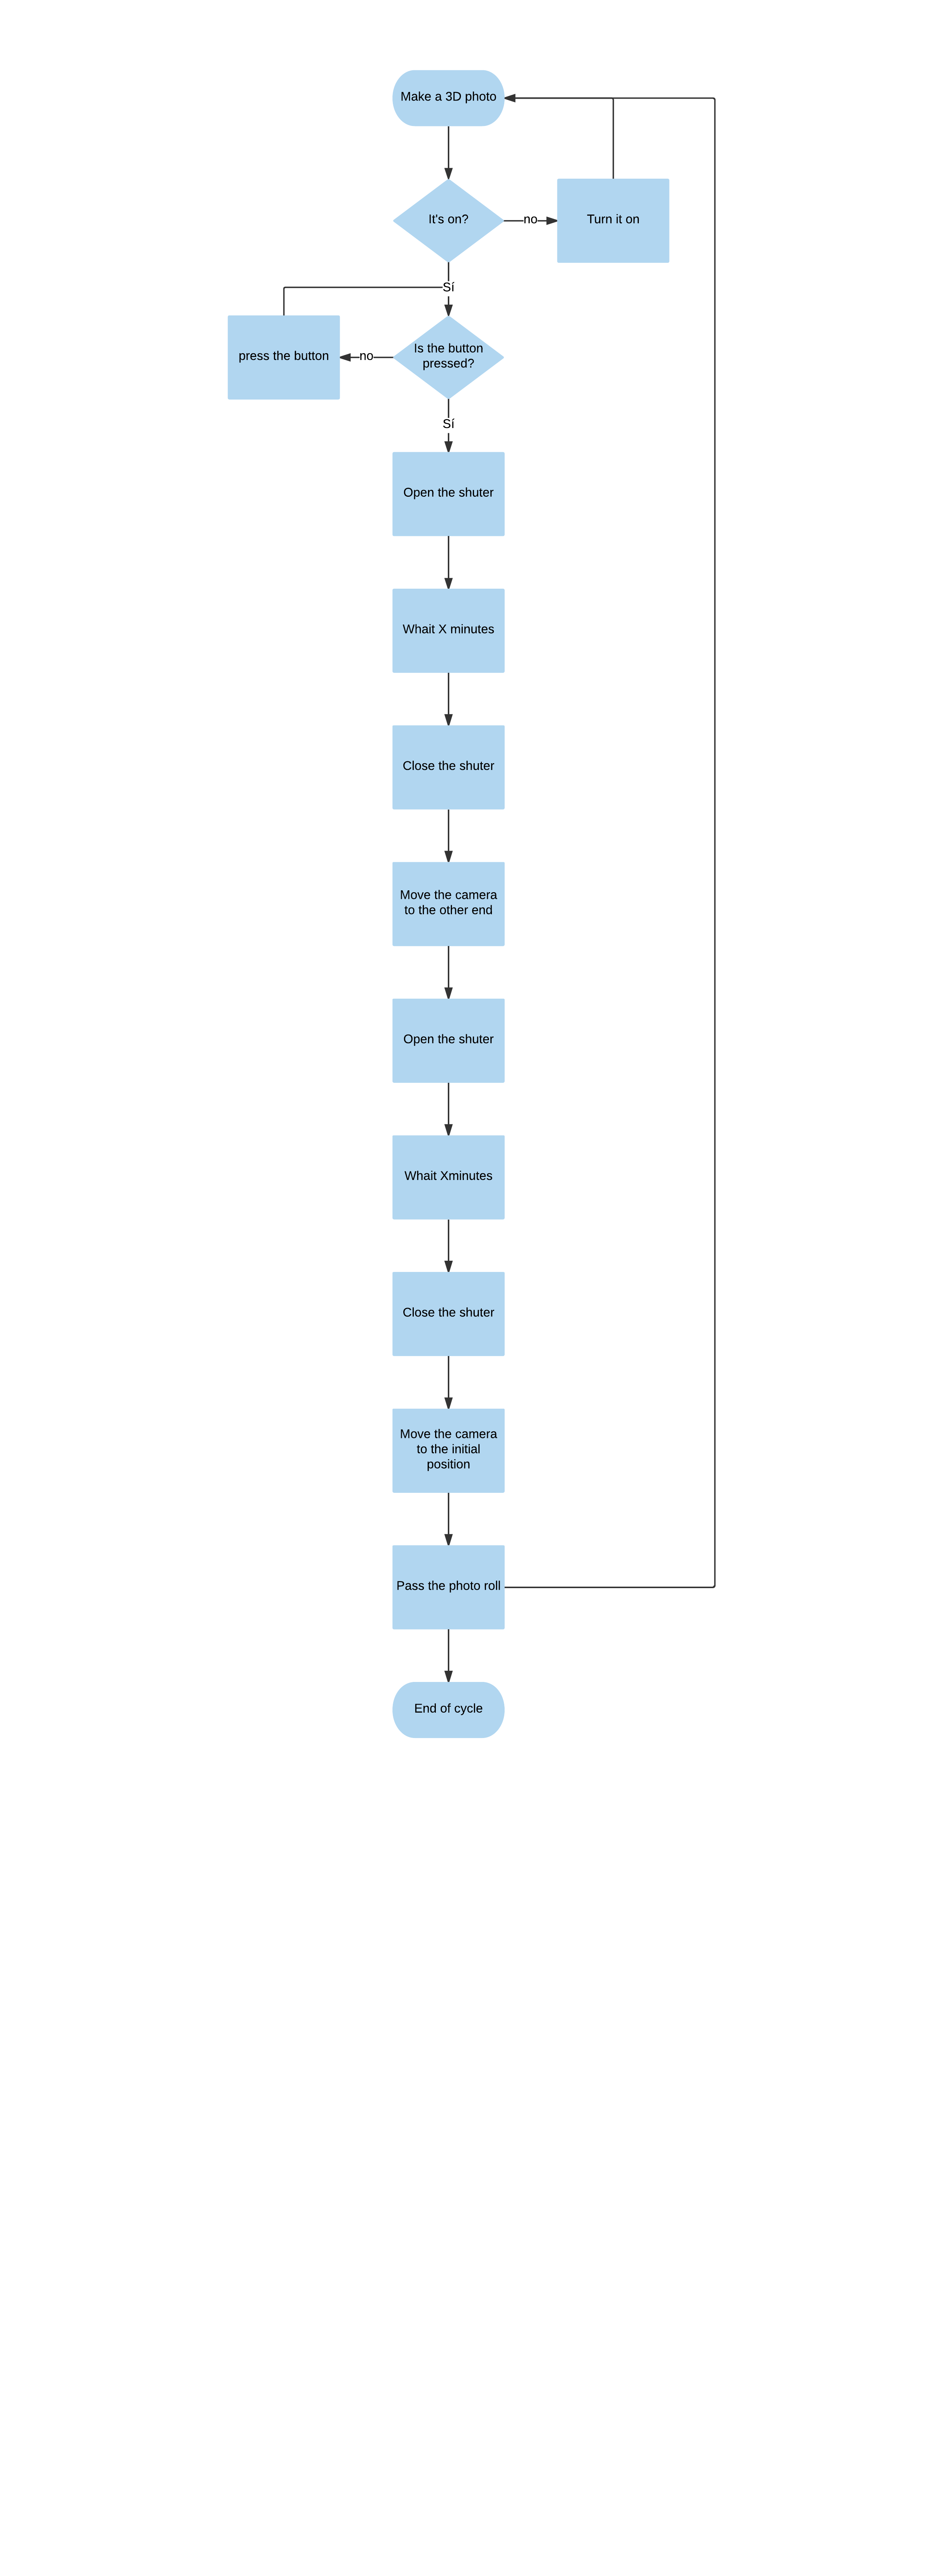 Make a 3D photo
It's on?
no
Turn it on
Sí
press the button
no
Is the button
pressed?
Sí
Open the shuter
Whait X minutes
Close the shuter
Move the camera
to the other end
Open the shuter
Whait Xminutes
Close the shuter
Move the camera
to the initial
position
Pass the photo roll
End of cycle